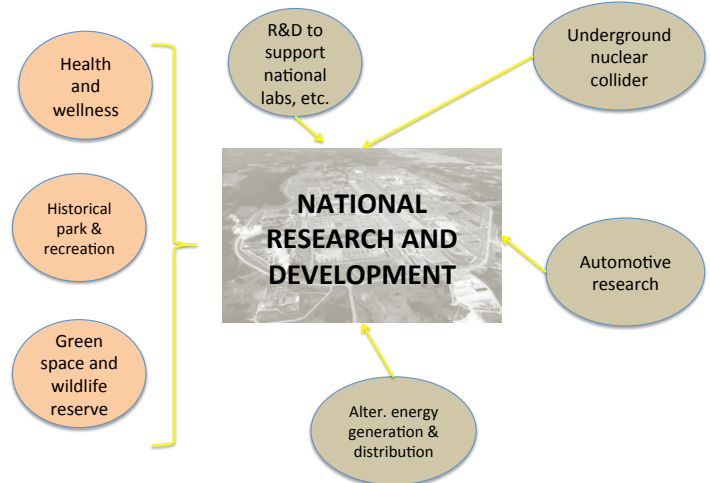 Health
and
wellness
Historical
park &
recreation
Green
space and
wildlife
reserve
R&D to
support
national
labs, etc.
Underground
nuclear
collider
NATIONAL
RESEARCH AND
DEVELOPMENT
Automotive
research
Alter. energy
generation &
distribution